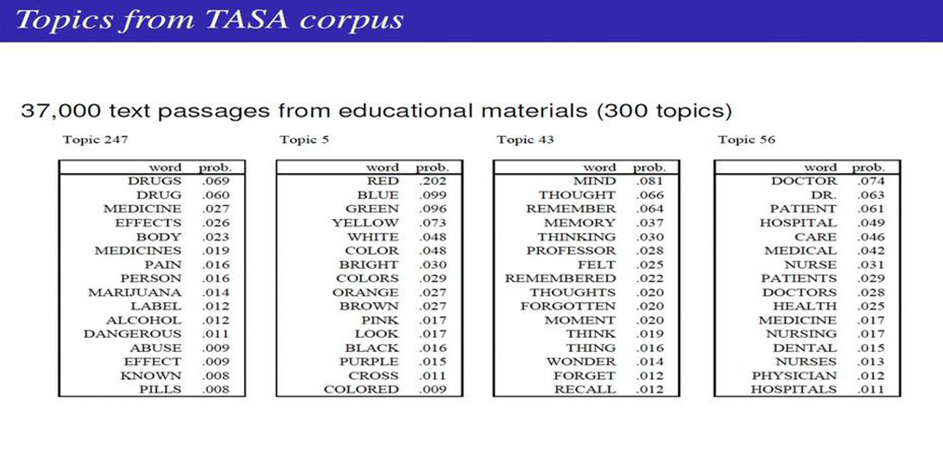 Topics from TASA corpus
37,000 text passages from educational materials (300 topics)
Topic 247
word prob.
DRUGS .069
DRUG .060
MEDICINE .027
EFFECTS .026
BODY .023
MEDICINES .019
PAIN .016
PERSON .016
MARIJUANA .014
LABEL .012
ALCOHOL .012
DANGEROUS .011
ABUSE .009
EFFECT .009
KNOWN .008
PILLS .008
Topic 5
word prob.
RED .202
BLUE .099
GREEN .096
YELLOW .073
WHITE .048
COLOR .048
BRIGHT .030
COLORS .029
ORANGE .027
BROWN .027
PINK .017
LOOK .017
BLACK .016
PURPLE .015
CROSS .011
COLORED .009
Topic 43
word prob.
MIND .081
THOUGHT .066
REMEMBER .064
MEMORY .037
THINKING .030
PROFESSOR .028
FELT .025
REMEMBERED .022
THOUGHTS .020
FORGOTTEN .020
MOMENT .020
THINK .019
THING .016
WONDER .014
FORGET .012
RECALL .012
Topic 56
word prob.
DOCTOR .074
DR. .063
PATIENT .061
HOSPITAL .049
CARE .046
MEDICAL .042
NURSE .031
PATIENTS .029
DOCTORS .028
HEALTH .025
MEDICINE .017
NURSING .017
DENTAL .015
NURSES .013
PHYSICIAN .012
HOSPITALS .011